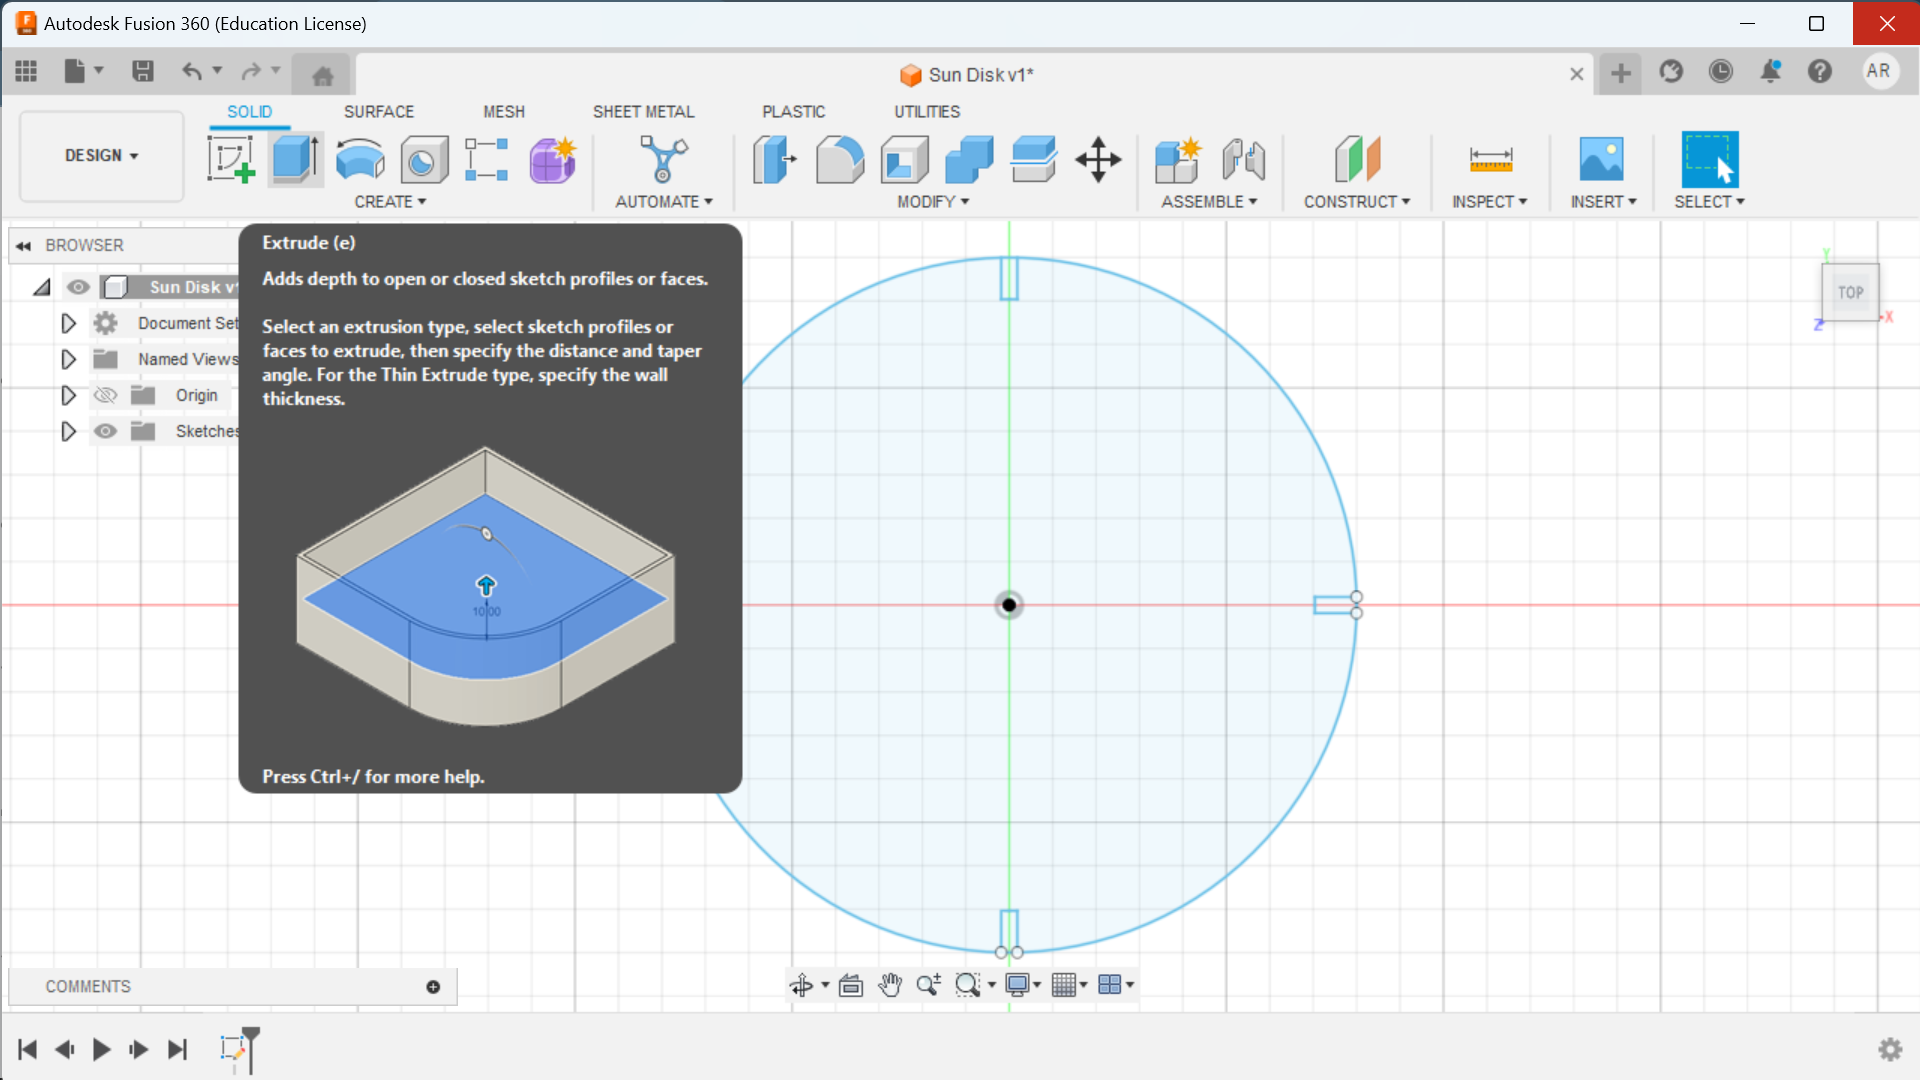 Autodesk Fusion 360 (Education License)
Sun Disk v1*
AR
SOLID SURFACE MESH SHEET METAL PLASTIC UTILITIES
DESIGN
CREATE AUTOMATE MODIFY ASSEMBLE CONSTRUCT INSPECT INSERT SELECT
BROWSER
Sun Disk v
Document Set
Named Views
Origin
Sketches
Extrude (e)
Adds depth to open or closed sketch profiles or faces.
Select an extrusion type, select sketch profiles or
faces to extrude, then specify the distance and taper
angle. For the Thin Extrude type, specify the wall
thickness.
10.00
Press Ctrl+/ for more help.
Y
TOP
Z
X
COMMENTS